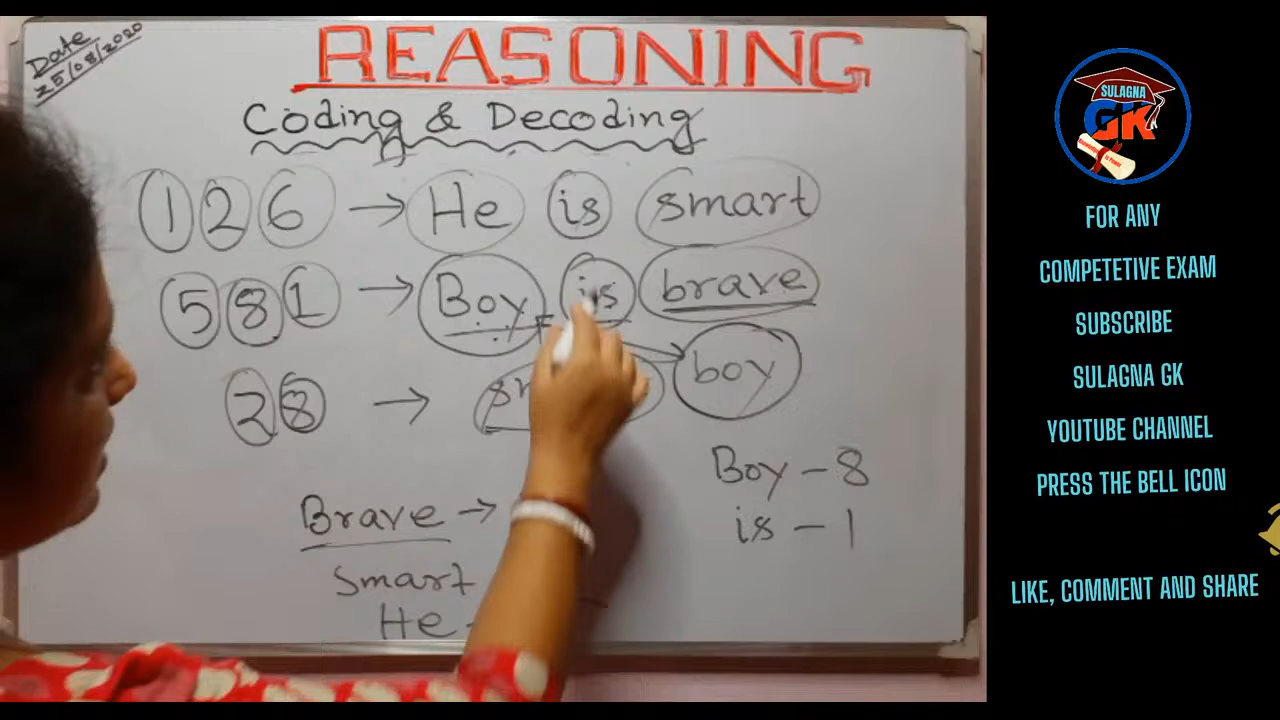 Date
25/08/2020
REASONING
Coding & Decoding
126 → He is smart
581 → Boy is brave
28 → boy
Boy - 8
is - 1
Brave →
Smart
He -
SULAGNA
GK
FOR ANY
COMPETETIVE EXAM
SUBSCRIBE
SULAGNA GK
YOUTUBE CHANNEL
PRESS THE BELL ICON
LIKE, COMMENT AND SHARE